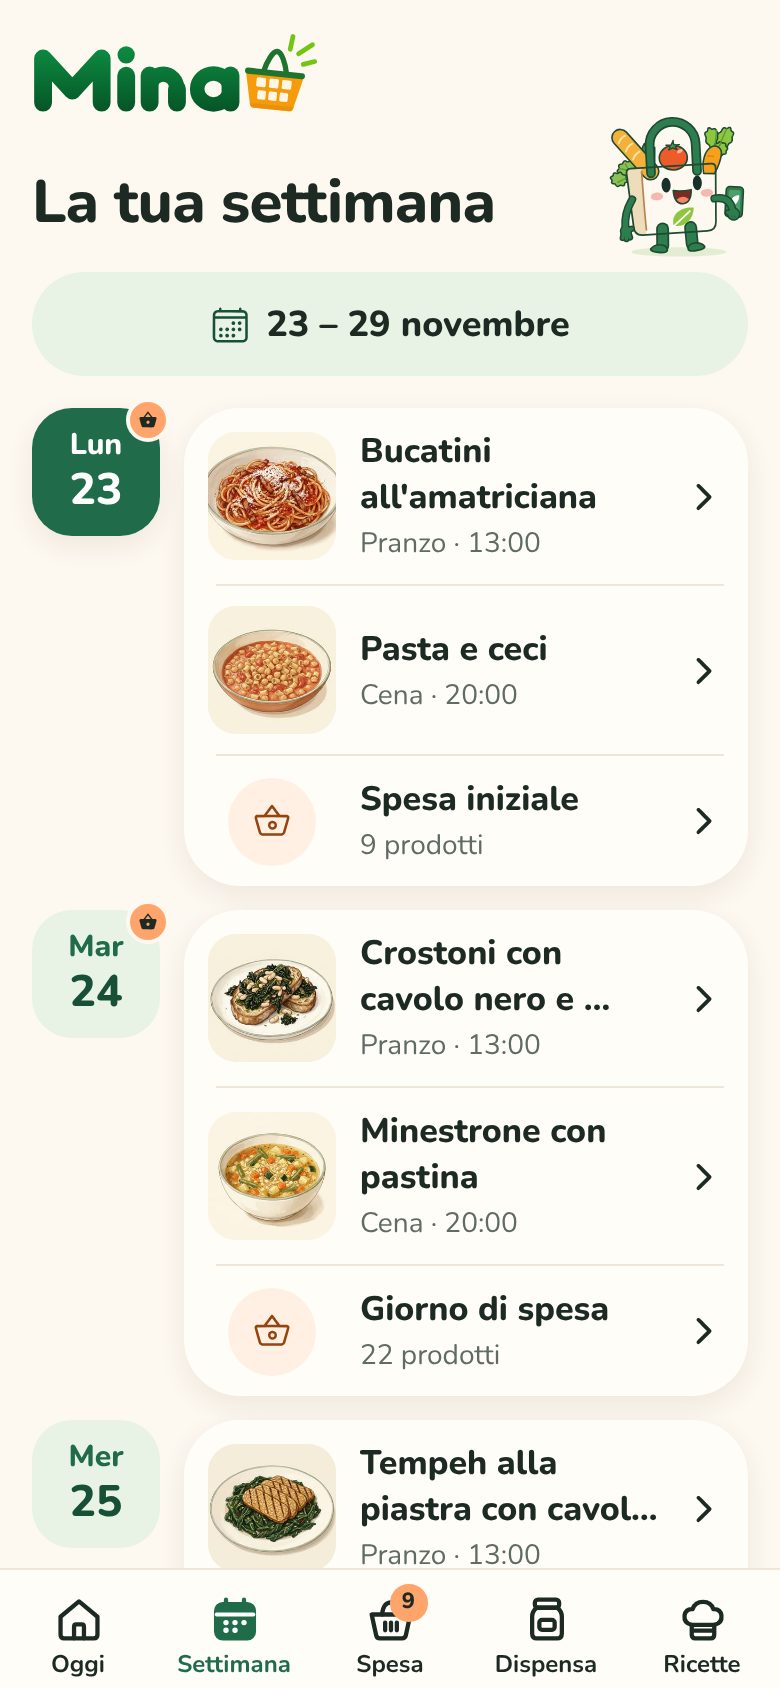 Mina
La tua settimana
23 – 29 novembre
Lun
23
Bucatini
all'amatriciana
Pranzo · 13:00
Pasta e ceci
Cena · 20:00
Spesa iniziale
9 prodotti
Mar
24
Crostoni con
cavolo nero e ...
Pranzo · 13:00
Minestrone con
pastina
Cena · 20:00
Giorno di spesa
22 prodotti
Mer
25
Tempeh alla
piastra con cavol...
Pranzo · 13:00
9
Oggi
Settimana
Spesa
Dispensa
Ricette